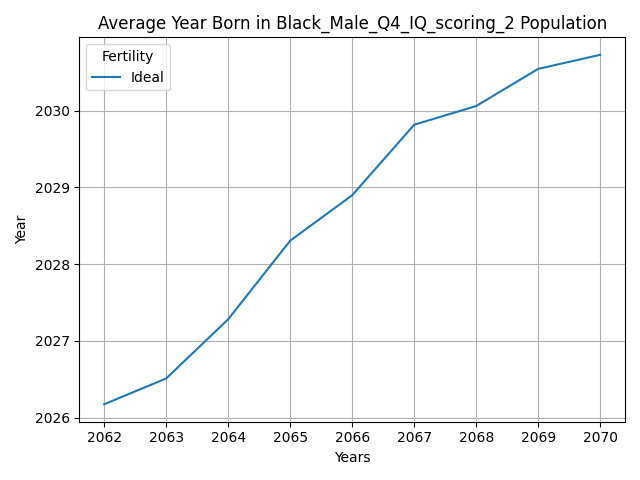 Average Year Born in Black_Male_Q4_IQ_scoring_2 Population
Fertility
Ideal
2030
2029
2028
2027
2026
Year
2062 2063 2064 2065 2066 2067 2068 2069 2070
Years